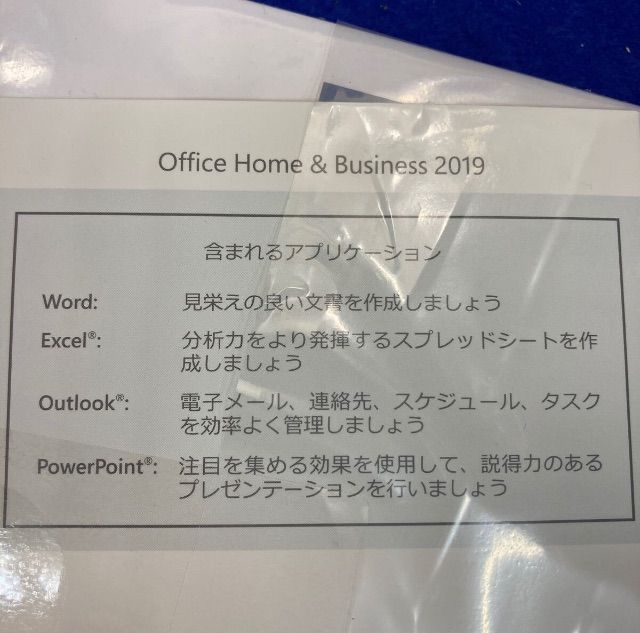 Office Home & Business 2019
含まれるアプリケーション
Word: 見栄えの良い文書を作成しましょう
Excel®: 分析力をより発揮するスプレッドシートを作
成しましょう
Outlook®: 電子メール、連絡先、スケジュール、タスク
を効率よく管理しましょう
PowerPoint®: 注目を集める効果を使用して、説得力のある
プレゼンテーションを行いましょう